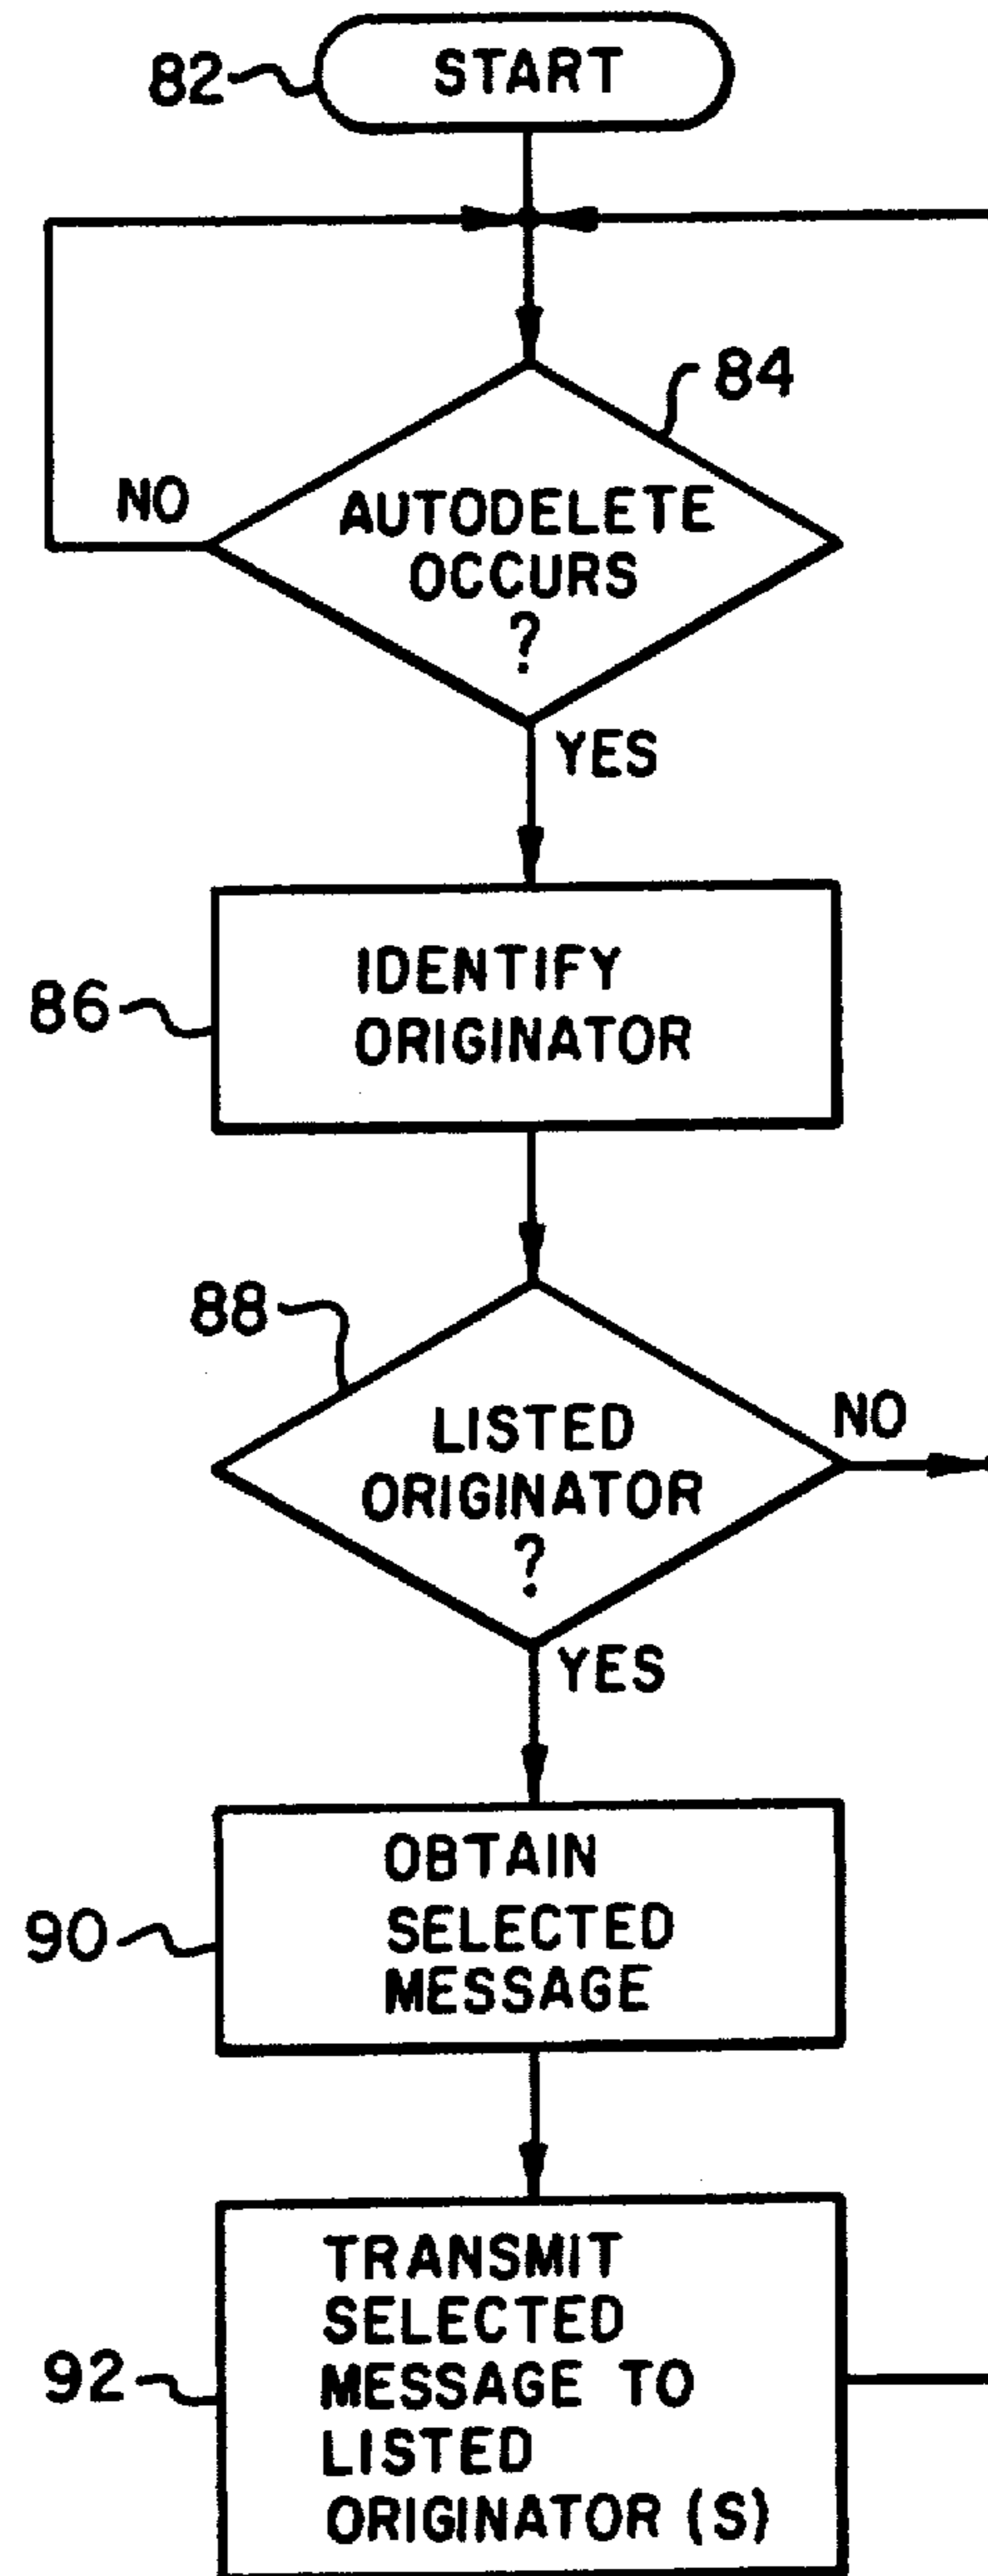 82
START
84
NO
AUTODELETE
OCCURS
?
YES
86
IDENTIFY
ORIGINATOR
88
NO
LISTED
ORIGINATOR
?
YES
90
OBTAIN
SELECTED
MESSAGE
92
TRANSMIT
SELECTED
MESSAGE TO
LISTED
ORIGINATOR (S)